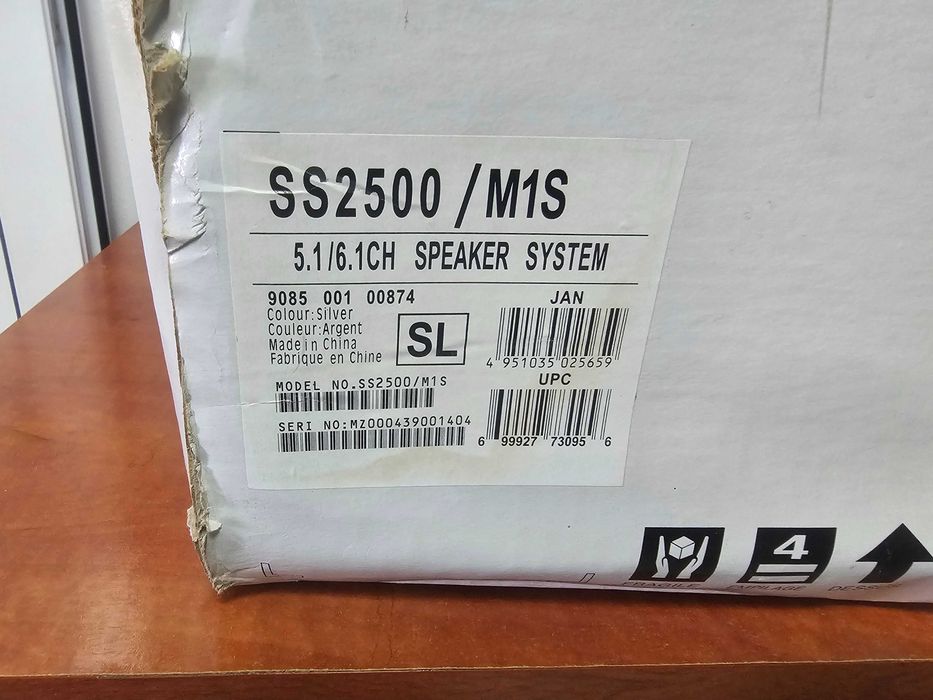 SS2500 /M1S
5.1/6.1CH SPEAKER SYSTEM
9085 001 00874
Colour:Silver
Couleur:Argent
Made in China
Fabrique en Chine
SL
JAN
4 951035 025659
UPC
6 99927 73095 6
MODEL NO.SS2500/M1S
SERI NO:MZ000439001404
4
FRAGILE